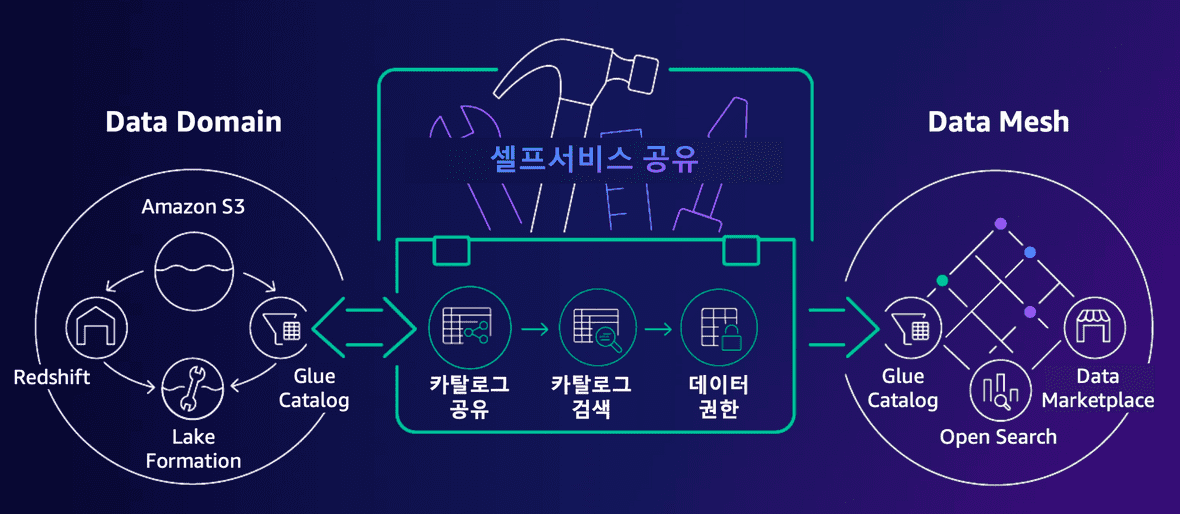 Data Domain
Amazon S3
Redshift
Glue
Catalog
Lake
Formation
셀프서비스 공유
카탈로그
공유
카탈로그
검색
데이터
권한
Data Mesh
Glue
Catalog
Open Search
Data
Marketplace